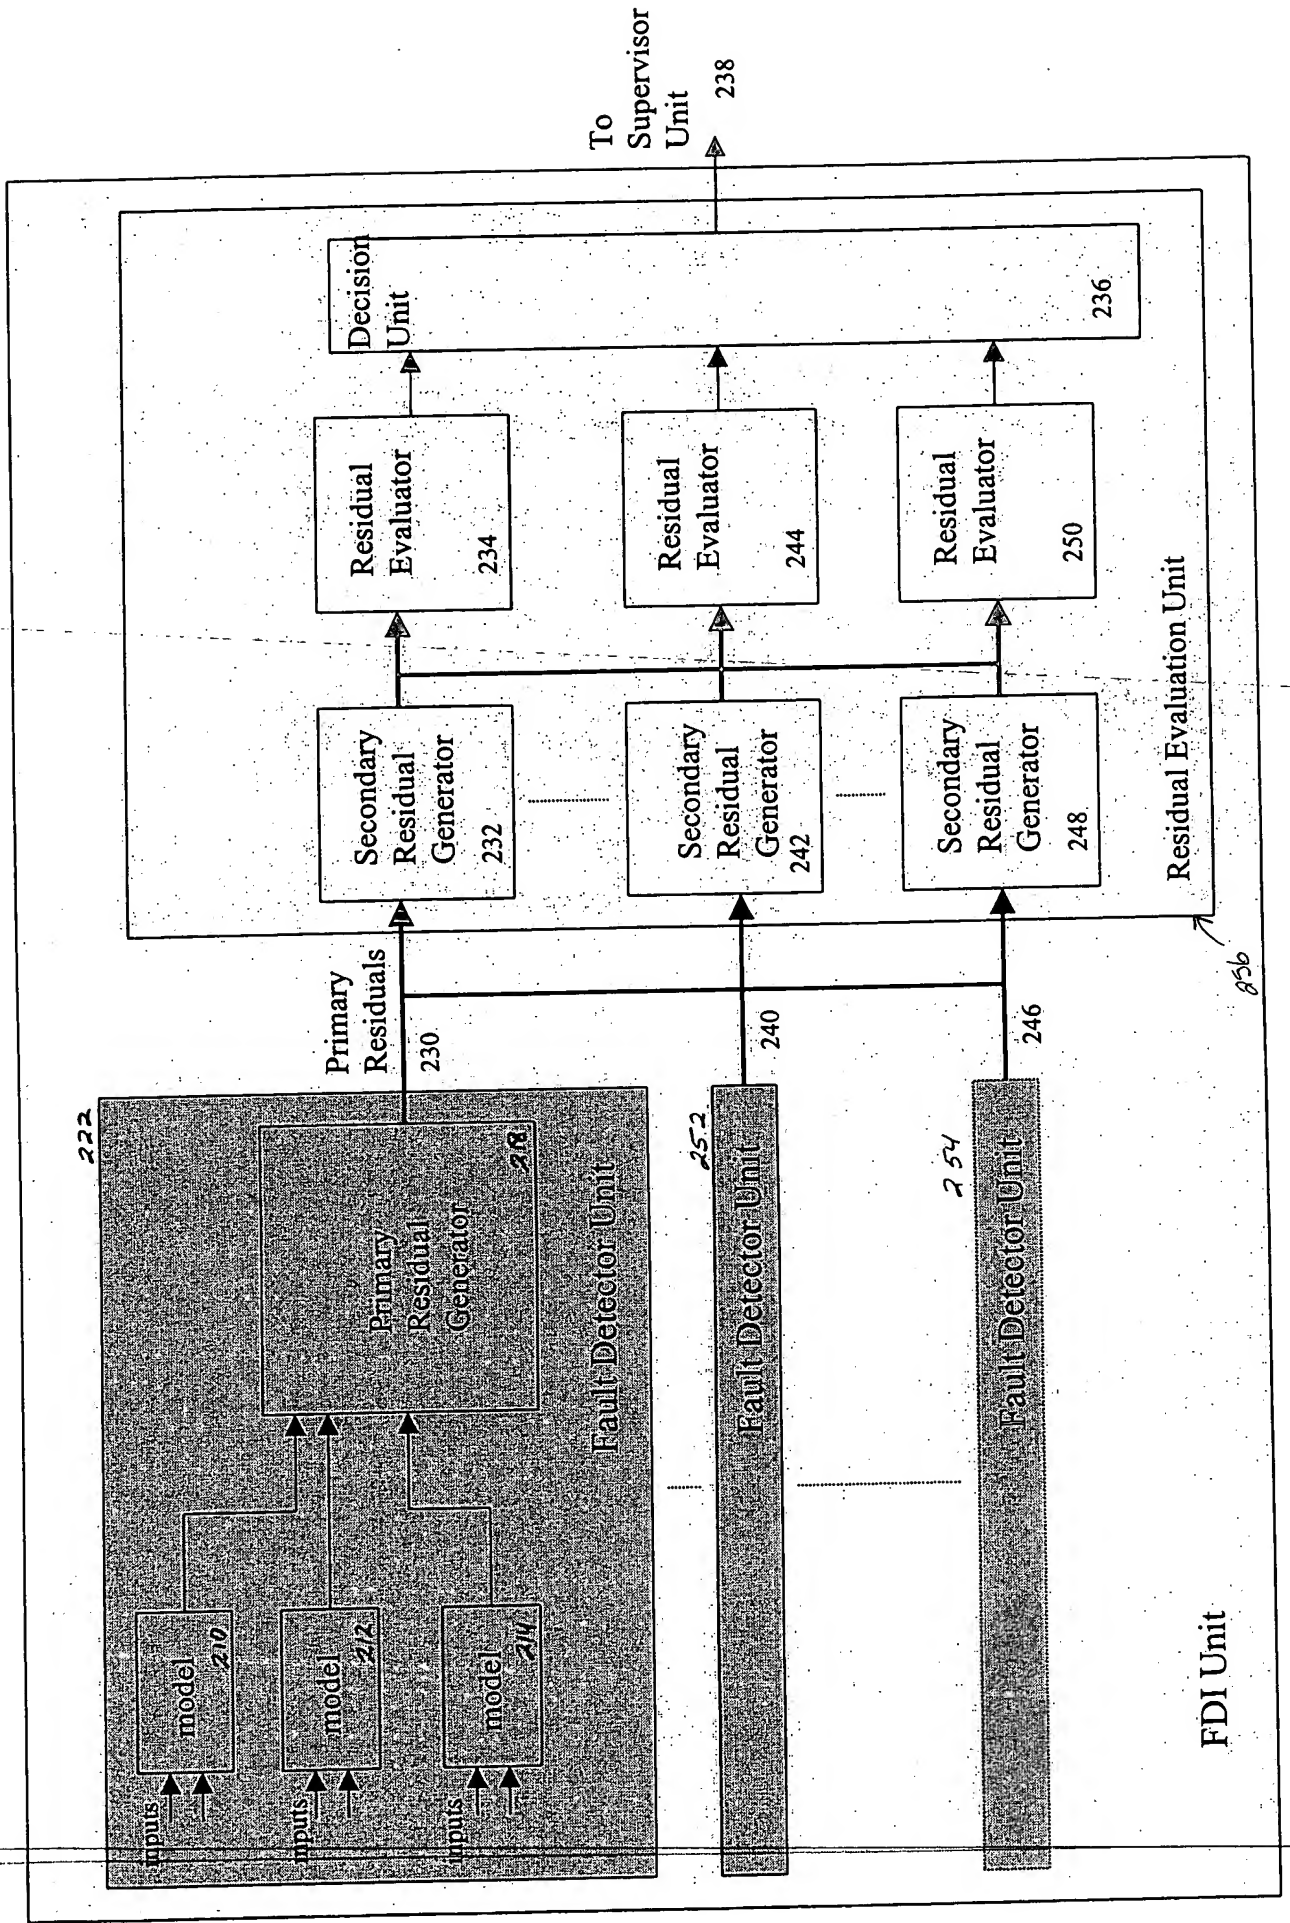 222
inputs
model
210
inputs
model
212
inputs
model
214
Primary
Residual
Generator
218
Fault Detector Unit
252
Fault Detector Unit
254
Fault Detector Unit
FDI Unit
Primary
Residuals
230
240
246
Secondary
Residual
Generator
232
Secondary
Residual
Generator
242
Secondary
Residual
Generator
248
Residual
Evaluator
234
Residual
Evaluator
244
Residual
Evaluator
250
Decision
Unit
236
Residual Evaluation Unit
256
To
Supervisor
Unit
238